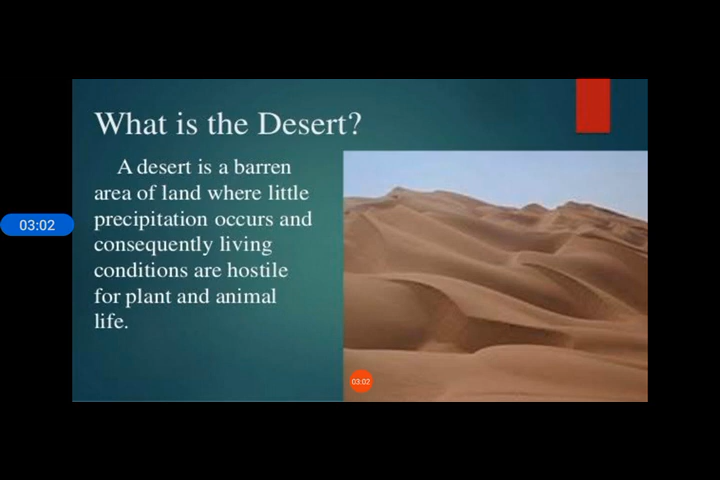 What is the Desert?
A desert is a barren
area of land where little
precipitation occurs and
consequently living
conditions are hostile
for plant and animal
life.
03:02
03:02